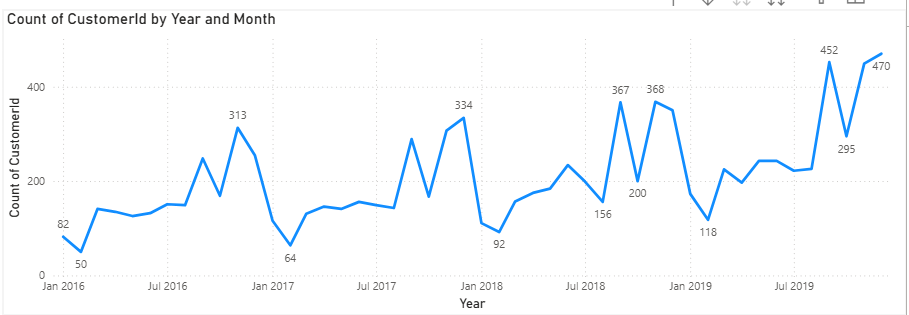 Count of CustomerId by Year and Month
Count of CustomerId
400
200
0
82
50
313
64
334
92
367
156
200
368
118
452
295
470
Jan 2016
Jul 2016
Jan 2017
Jul 2017
Jan 2018
Jul 2018
Jan 2019
Jul 2019
Year